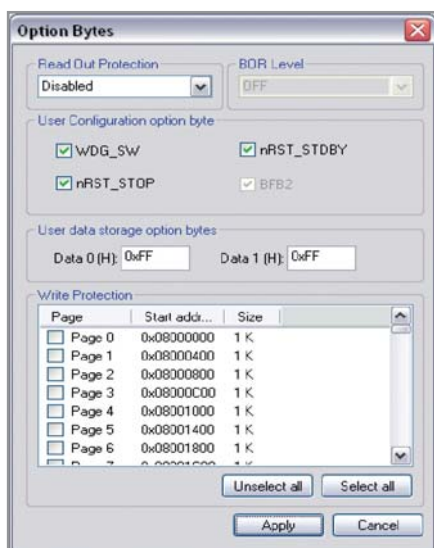 Option Bytes
Read Out Protection
BOR Level
Disabled
OFF
User Configuration option byte
WDG_SW
nRST_STDBY
nRST_STOP
BFB2
User data storage option bytes
Data 0 (H): 0xFF
Data 1 (H): 0xFF
Write Protection
Page Start addr... Size
Page 0 0x08000000 1 K
Page 1 0x08000400 1 K
Page 2 0x08000800 1 K
Page 3 0x08000C00 1 K
Page 4 0x08001000 1 K
Page 5 0x08001400 1 K
Page 6 0x08001800 1 K
Unselect all
Select all
Apply
Cancel